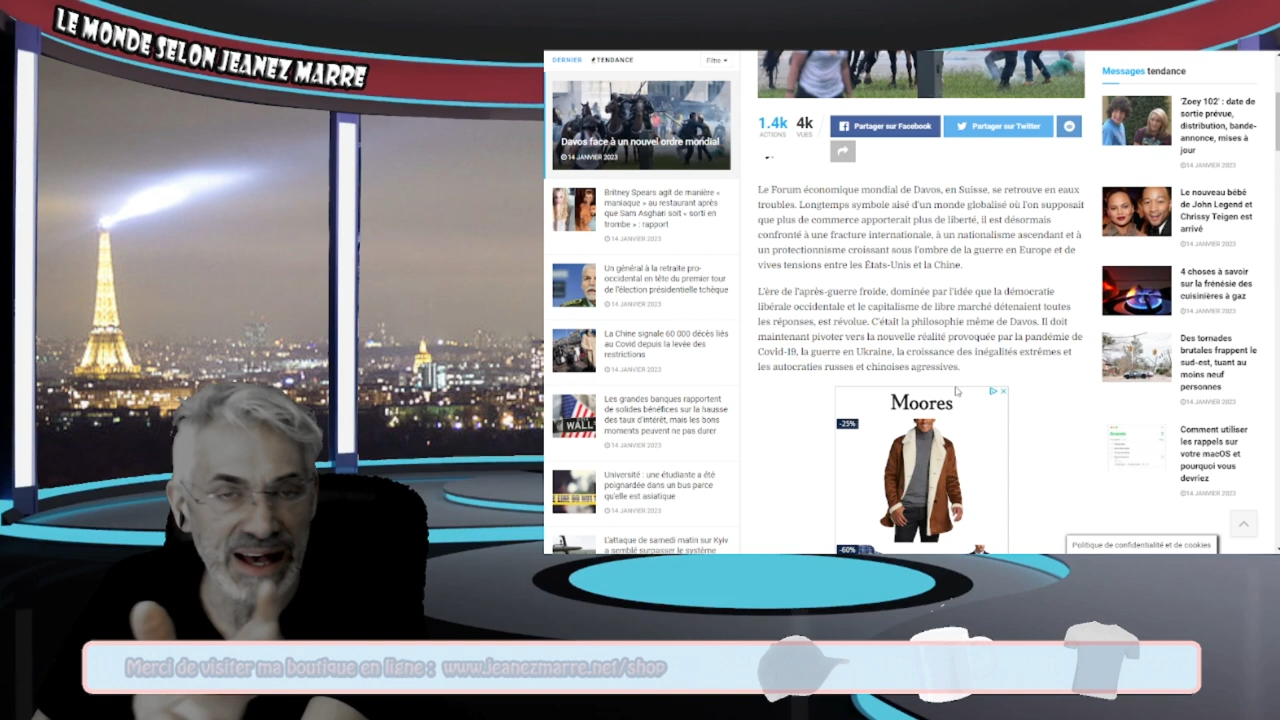 LE MONDE SELON JEANEZ MARRE
DERNIER
TENDANCE
Filtre
Davos face à un nouvel ordre mondial
14 JANVIER 2023
Britney Spears agit de manière «
maniaque » au restaurant après
que Sam Asghari soit « sorti en
trombe » : rapport
14 JANVIER 2023
Un général à la retraite pro-
occidental en tête du premier tour
de l'élection présidentielle tchèque
14 JANVIER 2023
La Chine signale 60 000 décès liés
au Covid depuis la levée des
restrictions
14 JANVIER 2023
Les grandes banques rapportent
de solides bénéfices sur la hausse
des taux d'intérêt, mais les bons
moments peuvent ne pas durer
14 JANVIER 2023
Université : une étudiante a été
poignardée dans un bus parce
qu'elle est asiatique
14 JANVIER 2023
L'attaque de samedi matin sur Kyiv
a semblé surpasser le système
1.4k
ACTIONS
4k
VUES
Partager sur Facebook
Partager sur Twitter
Le Forum économique mondial de Davos, en Suisse, se retrouve en eaux
troubles. Longtemps symbole aisé d'un monde globalisé où l'on supposait
que plus de commerce apporterait plus de liberté, il est désormais
confronté à une fracture internationale, à un nationalisme ascendant et à
un protectionnisme croissant sous l'ombre de la guerre en Europe et de
vives tensions entre les États-Unis et la Chine.
L'ère de l'après-guerre froide, dominée par l'idée que la démocratie
libérale occidentale et le capitalisme de libre marché détenaient toutes
les réponses, est révolue. C'était la philosophie même de Davos. Il doit
maintenant pivoter vers la nouvelle réalité provoquée par la pandémie de
Covid-19, la guerre en Ukraine, la croissance des inégalités extrêmes et
les autocraties russes et chinoises agressives.
Moores
-25%
-60%
Messages tendance
'Zoey 102' : date de
sortie prévue,
distribution, bande-
annonce, mises à
jour
14 JANVIER 2023
Le nouveau bébé
de John Legend et
Chrissy Teigen est
arrivé
14 JANVIER 2023
4 choses à savoir
sur la frénésie des
cuisinières à gaz
14 JANVIER 2023
Des tornades
brutales frappent le
sud-est, tuant au
moins neuf
personnes
14 JANVIER 2023
Comment utiliser
les rappels sur
votre macOS et
pourquoi vous
devriez
14 JANVIER 2023
Politique de confidentialité et de cookies
Merci de visiter ma boutique en ligne : www.Jeanezmarre.net/shop